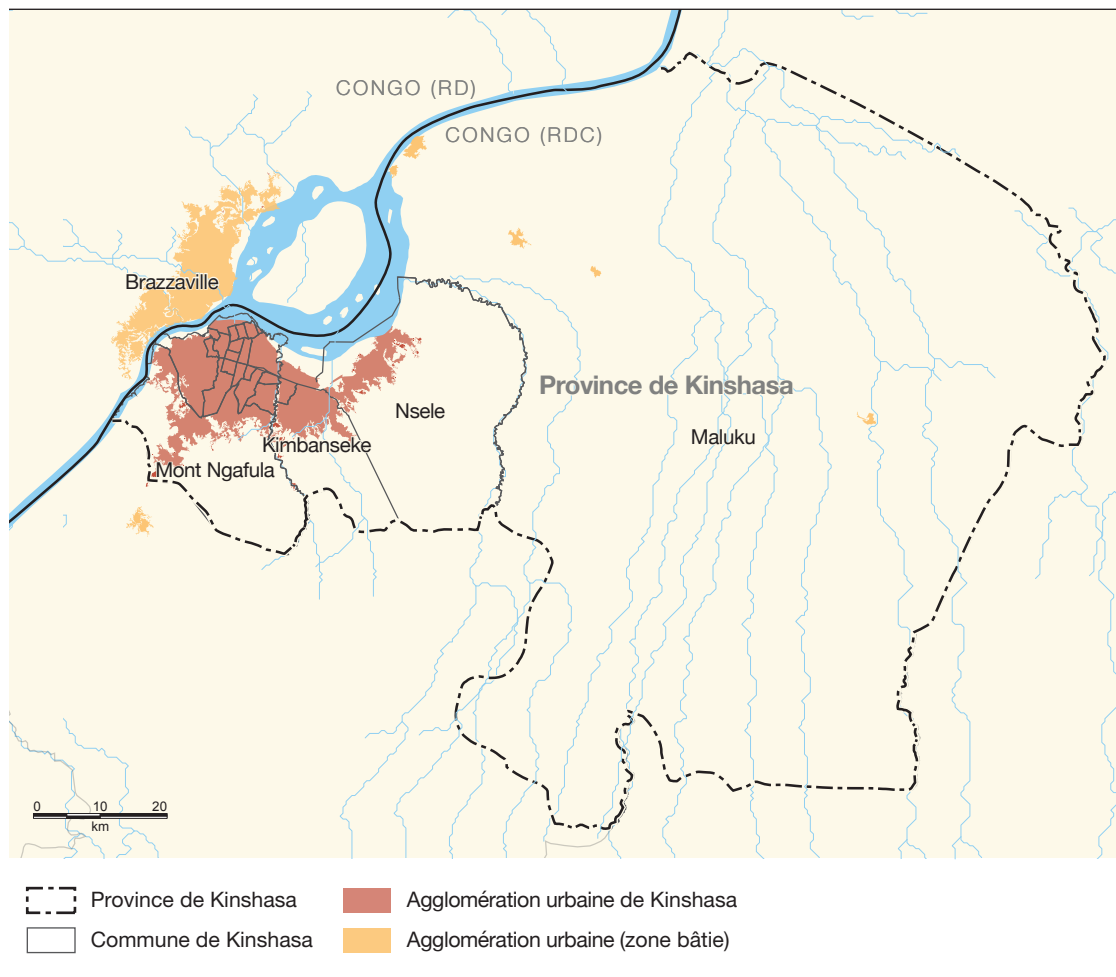 CONGO (RD)
CONGO (RDC)
Brazzaville
Province de Kinshasa
Nsele
Maluku
Kimbanseke
Mont Ngafula
0 10 20
km
Province de Kinshasa
Agglomération urbaine de Kinshasa
Commune de Kinshasa
Agglomération urbaine (zone bâtie)